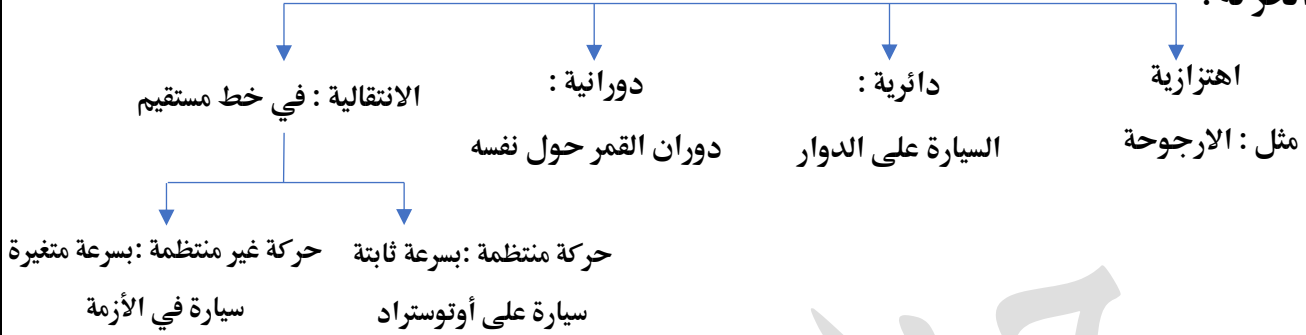 اهتزازية
مثل : الارجوحة
دائرية :
السيارة على الدوار
دورانية :
دوران القمر حول نفسه
الانتقالية : في خط مستقيم
حركة منتظمة :بسرعة ثابتة
سيارة على أوتوستراد
حركة غير منتظمة :بسرعة متغيرة
سيارة في الأزمة